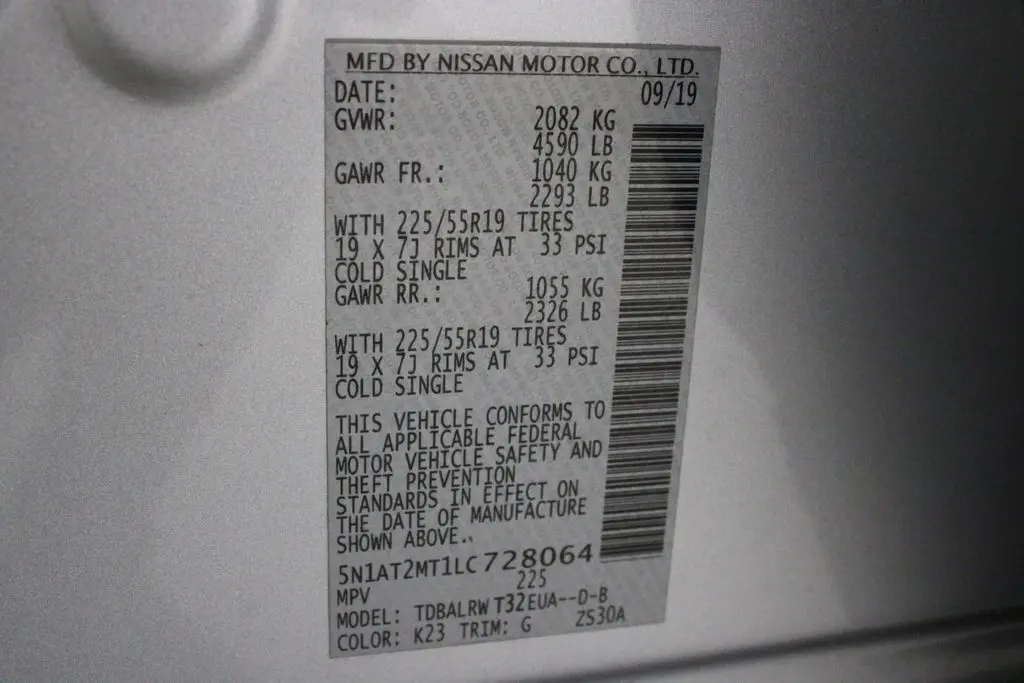 MFD BY NISSAN MOTOR CO., LTD.
DATE: 09/19
GVWR: 2082 KG
4590 LB
GAWR FR.: 1040 KG
2293 LB
WITH 225/55R19 TIRES
19 X 7J RIMS AT 33 PSI
COLD SINGLE
GAWR RR.: 1055 KG
2326 LB
WITH 225/55R19 TIRES
19 X 7J RIMS AT 33 PSI
COLD SINGLE
THIS VEHICLE CONFORMS TO
ALL APPLICABLE FEDERAL
MOTOR VEHICLE SAFETY AND
THEFT PREVENTION
STANDARDS IN EFFECT ON
THE DATE OF MANUFACTURE
SHOWN ABOVE..
5N1AT2MT1LC728064
MPV 225
MODEL: TDBALRW T32EUA--D-B
COLOR: K23 TRIM: G ZS30A